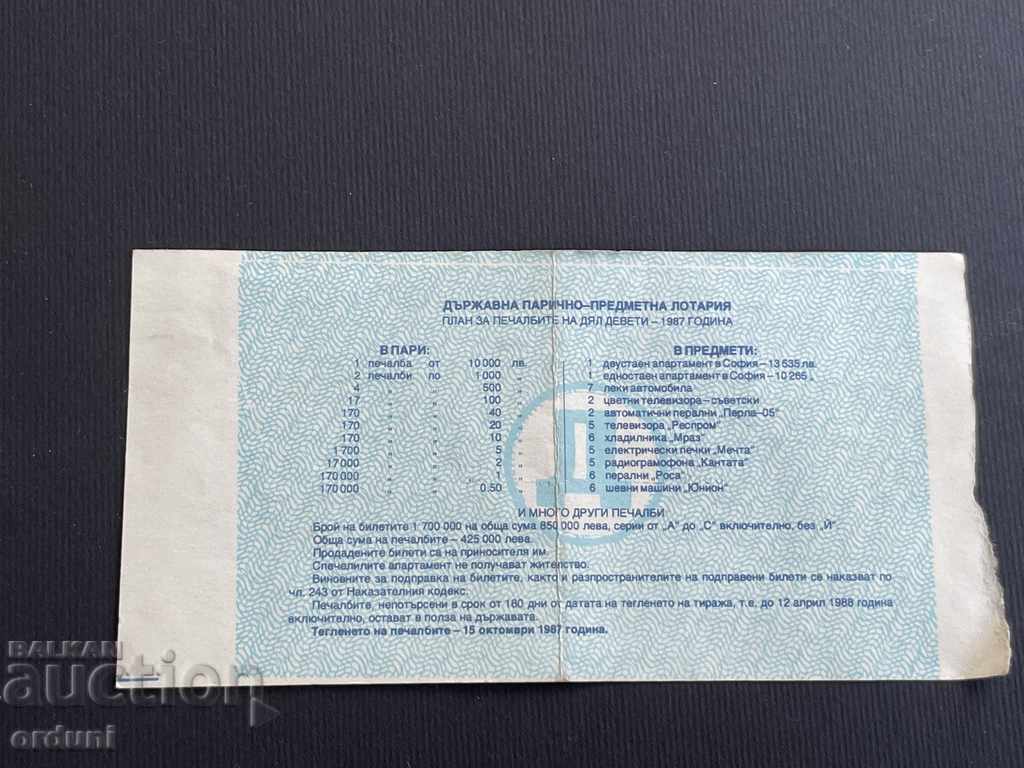 ДЪРЖАВНА ПАРИЧНО–ПРЕДМЕТНА ЛОТАРИЯ
ПЛАН ЗА ПЕЧАЛБИТЕ НА ДЯЛ ДЕВЕТИ – 1987 ГОДИНА
В ПАРИ:
1 печалба от 10 000 лв.
2 печалби по 1 000 „
4 „ „ 500 „
17 „ „ 100 „
170 „ „ 40 „
170 „ „ 20 „
170 „ „ 10 „
1 700 „ „ 5 „
17 000 „ „ 2 „
170 000 „ „ 1 „
170 000 „ „ 0.50 „
В ПРЕДМЕТИ:
1 двустаен апартамент в София – 13 535 лв.
1 едностаен апартамент в София – 10 265 „
7 леки автомобила
2 цветни телевизора–съветски
2 автоматични перални „Перла–05“
5 телевизора „Респром“
6 хладилника „Мраз“
5 електрически печки „Мечта“
5 радиограмофона „Кантата“
6 перални „Роса“
6 шевни машини „Юнион“
Д
И МНОГО ДРУГИ ПЕЧАЛБИ
Брой на билетите 1 700 000 на обща сума 850 000 лева, серии от „А“ до „С“ включително, без „Й“.
Обща сума на печалбите – 425 000 лева.
Продадените билети са на приносителя им.
Спечелилите апартамент не получават жителство.
Виновните за подправка на билетите, както и разпространителите на подправени билети се наказват по
чл. 243 от Наказателния кодекс.
Печалбите, непотърсени в срок от 180 дни от датата на тегленето на тиража, т.е. до 12 април 1988 година
включително, остават в полза на държавата.
Тегленето на печалбите – 15 октомври 1987 година.
BALKAN
auction
orduni